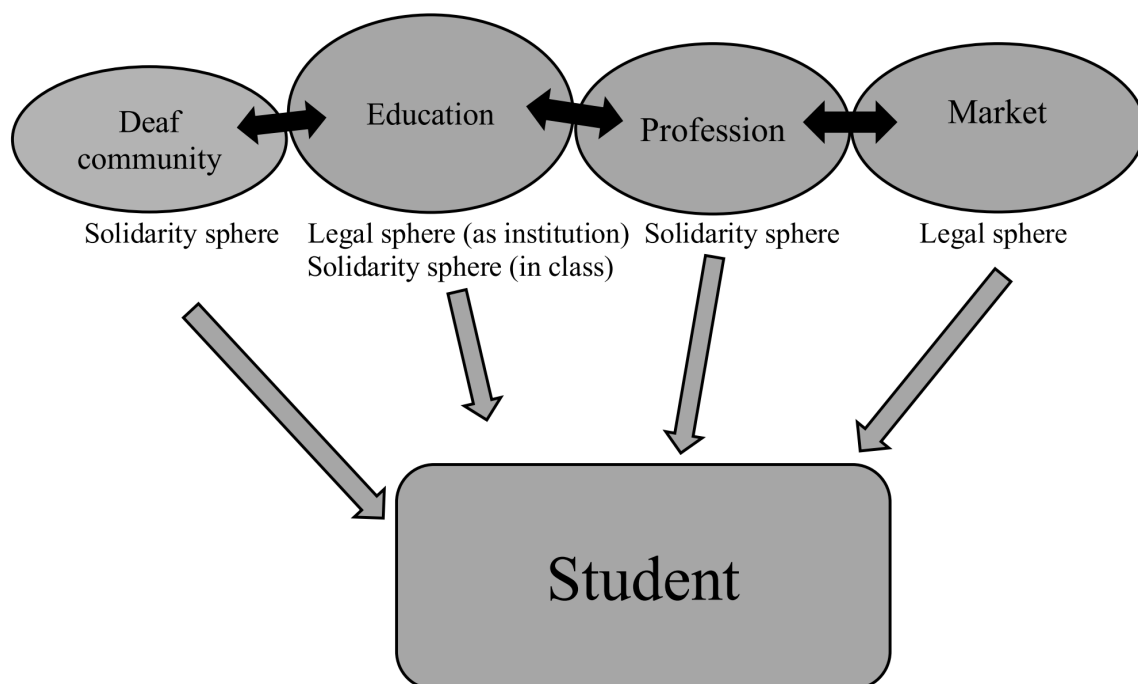 Deaf
community
Education
Profession
Market
Solidarity sphere
Legal sphere (as institution)
Solidarity sphere (in class)
Solidarity sphere
Legal sphere
Student